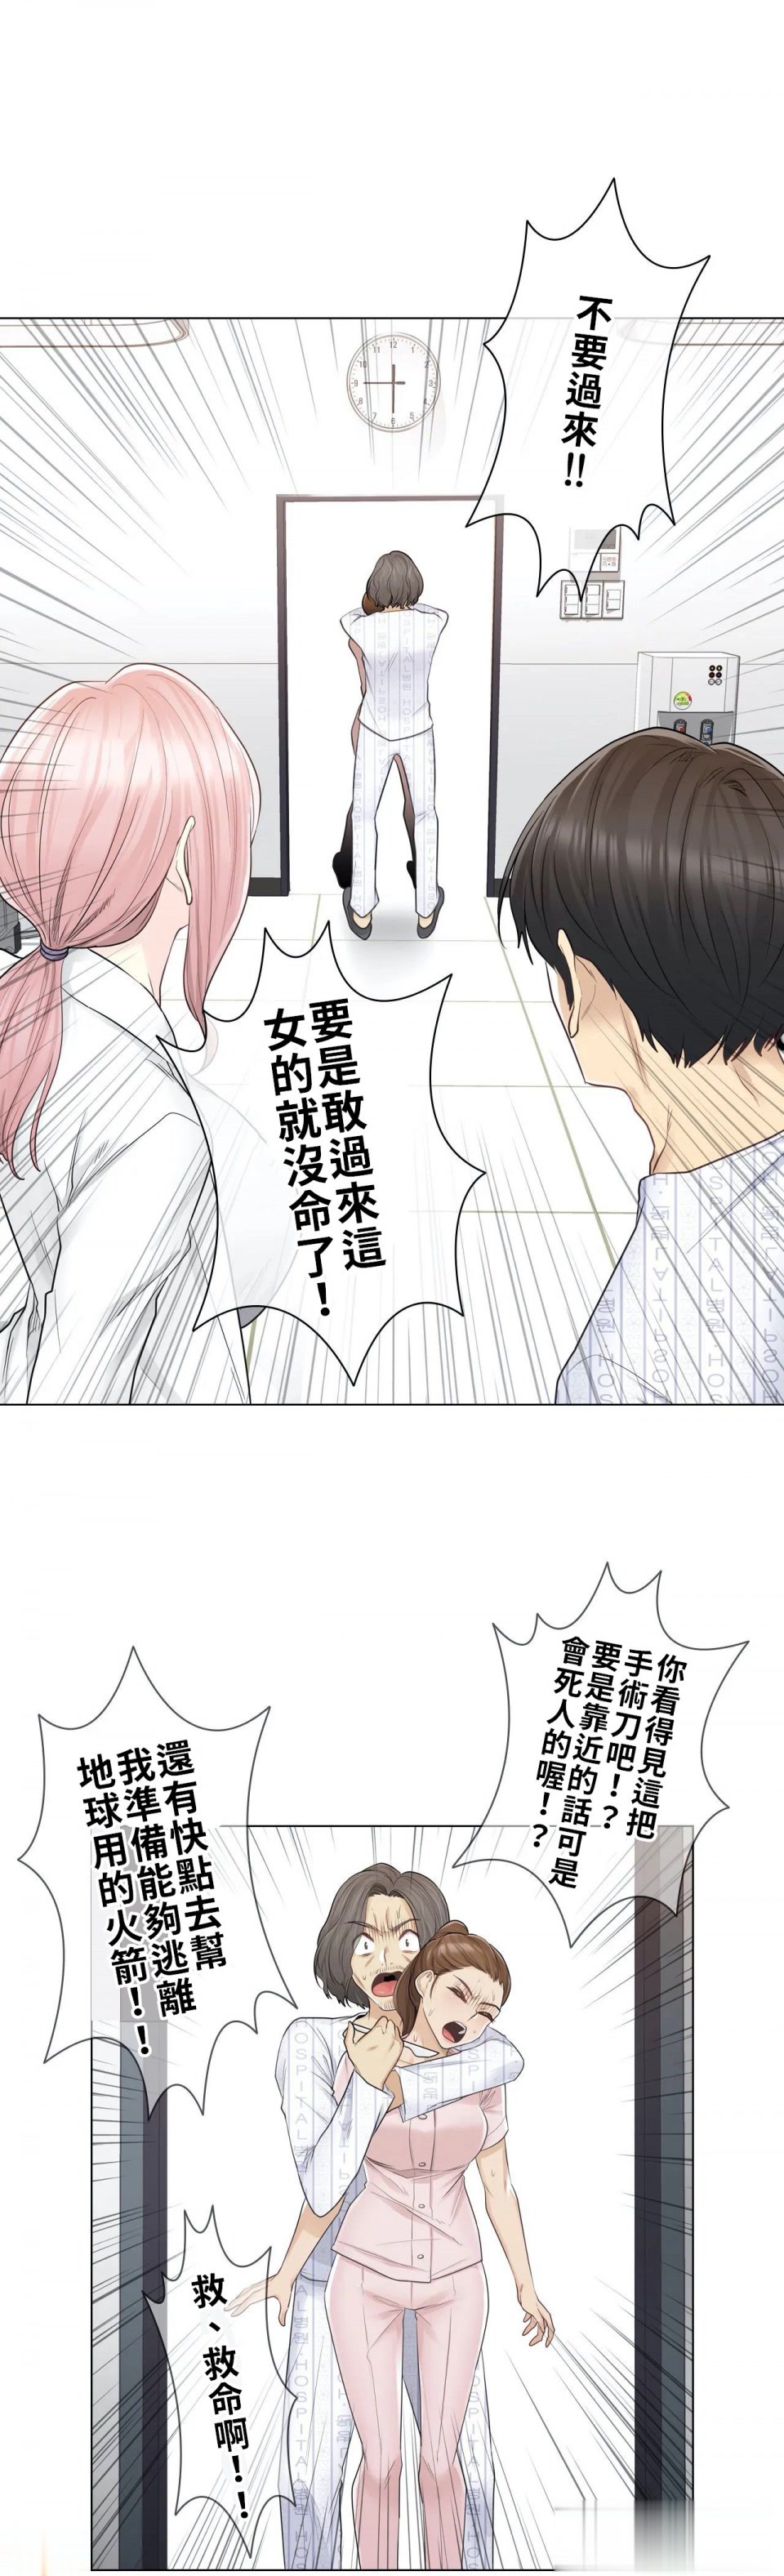 不要過來!!
要是敢過來這
女的就沒命了!
你看得見這把
手術刀吧!?
要是靠近的話可是
會死人的喔!?
還有快點去幫
我準備能夠逃離
地球用的火箭!!
救、救命啊!!